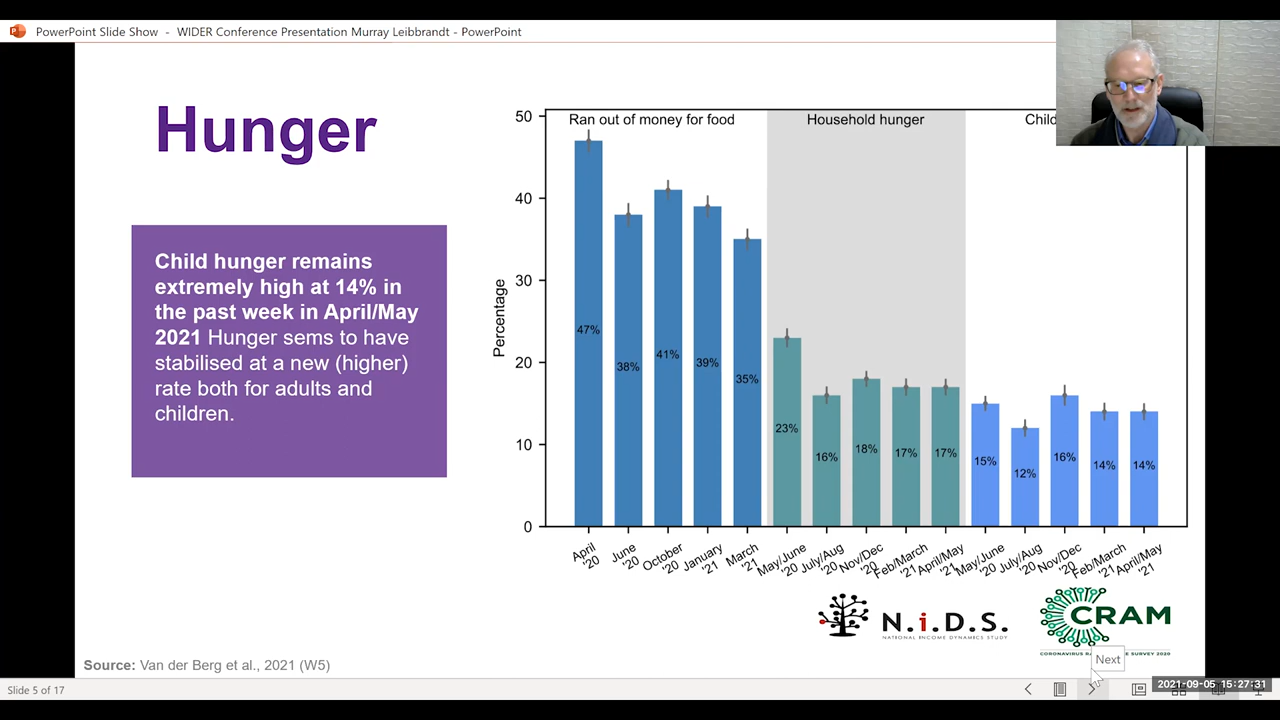 PowerPoint Slide Show - WIDER Conference Presentation Murray Leibbrandt - PowerPoint
Hunger
Child hunger remains
extremely high at 14% in
the past week in April/May
2021 Hunger sems to have
stabilised at a new (higher)
rate both for adults and
children.
Percentage
50
40
30
20
10
0
Ran out of money for food
Household hunger
Child
47%
38%
41%
39%
35%
23%
16%
18%
17%
17%
15%
12%
16%
14%
14%
April '20
June '20
October '20
January '21
March '21
May/June '20
July/Aug '20
Nov/Dec '20
Feb/March '21
April/May '21
May/June '20
July/Aug '20
Nov/Dec '20
Feb/March '21
April/May '21
N.i.D.S.
NATIONAL INCOME DYNAMICS STUDY
CRAM
CORONAVIRUS RA E SURVEY 2020
Next
Source: Van der Berg et al., 2021 (W5)
Slide 5 of 17
2021-09-05 15:27:31